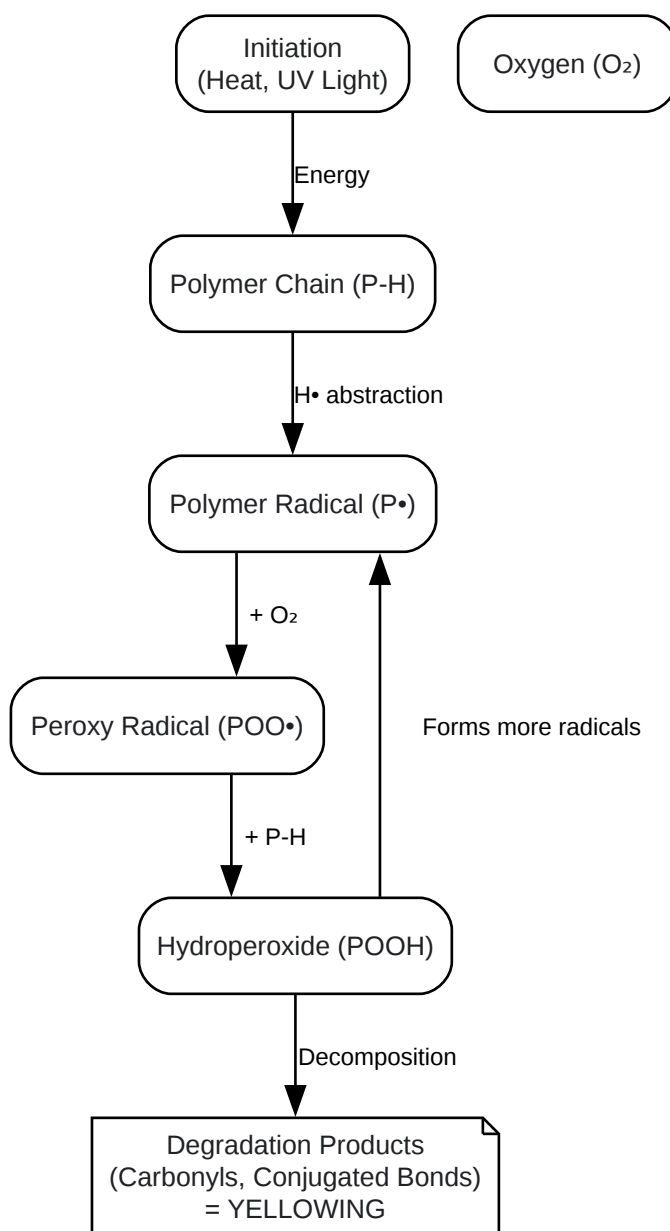 Initiation
(Heat, UV Light)
Oxygen (O₂)
Energy
Polymer Chain (P-H)
H• abstraction
Polymer Radical (P•)
+ O₂
Peroxy Radical (POO•)
Forms more radicals
+ P-H
Hydroperoxide (POOH)
Decomposition
Degradation Products
(Carbonyls, Conjugated Bonds)
= YELLOWING